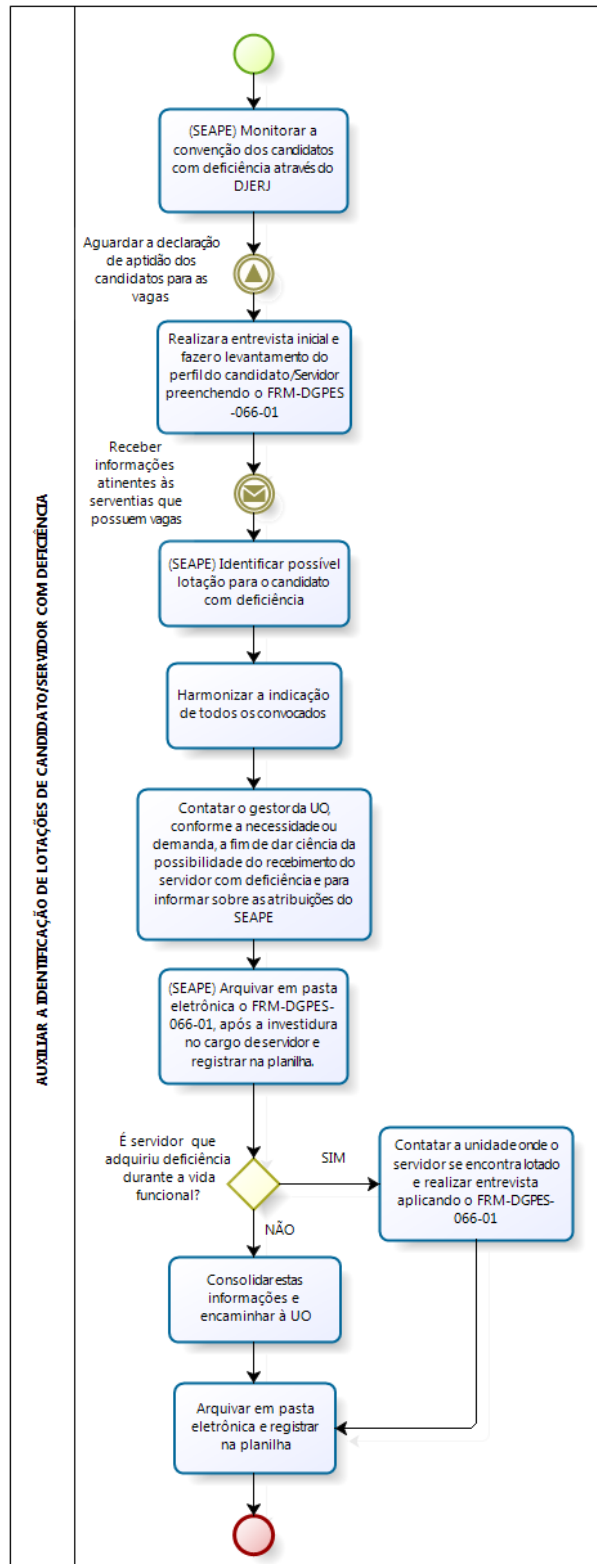 AUXILIAR A IDENTIFICAÇÃO DE LOTAÇÕES DE CANDIDATO/SERVIDOR COM DEFICIÊNCIA
(SEAPE) Monitorar a
convenção dos candidatos
com deficiência através do
DJERJ
Aguardar a declaração
de aptidão dos
candidatos para as
vagas
Realizar a entrevista inicial e
fazer o levantamento do
perfil do candidato/Servidor
preenchendo o FRM-DGPES
-066-01
Receber
informações
atinentes às
serventias que
possuem vagas
(SEAPE) Identificar possível
lotação para o candidato
com deficiência
Harmonizar a indicação
de todos os convocados
Contatar o gestor da UO,
conforme a necessidade ou
demanda, a fim de dar ciência da
possibilidade do recebimento do
servidor com deficiência e para
informar sobre as atribuições do
SEAPE
(SEAPE) Arquivar em pasta
eletrônica o FRM-DGPES-
066-01, após a investidura
no cargo de servidor e
registrar na planilha.
É servidor que
adquiriu deficiência
durante a vida
funcional?
SIM
Contatar a unidade onde o
servidor se encontra lotado
e realizar entrevista
aplicando o FRM-DGPES-
066-01
NÃO
Consolidar estas
informações e
encaminhar à UO
Arquivar em pasta
eletrônica e registrar
na planilha